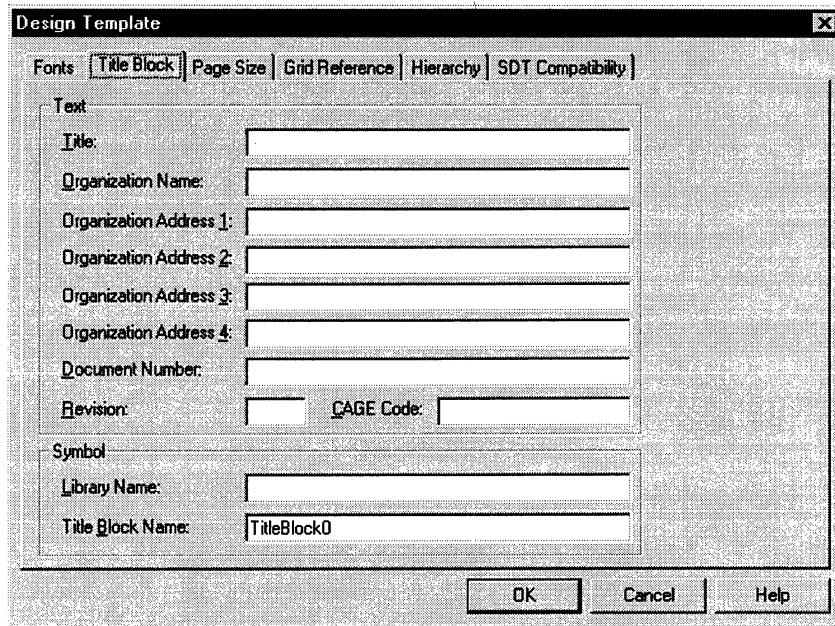 Design Template
Fonts Title Block Page Size Grid Reference Hierarchy SDT Compatibility
Text
Title:
Organization Name:
Organization Address 1:
Organization Address 2:
Organization Address 3:
Organization Address 4:
Document Number:
Revision: CAGE Code:
Symbol
Library Name:
Title Block Name: TitleBlock0
OK Cancel Help